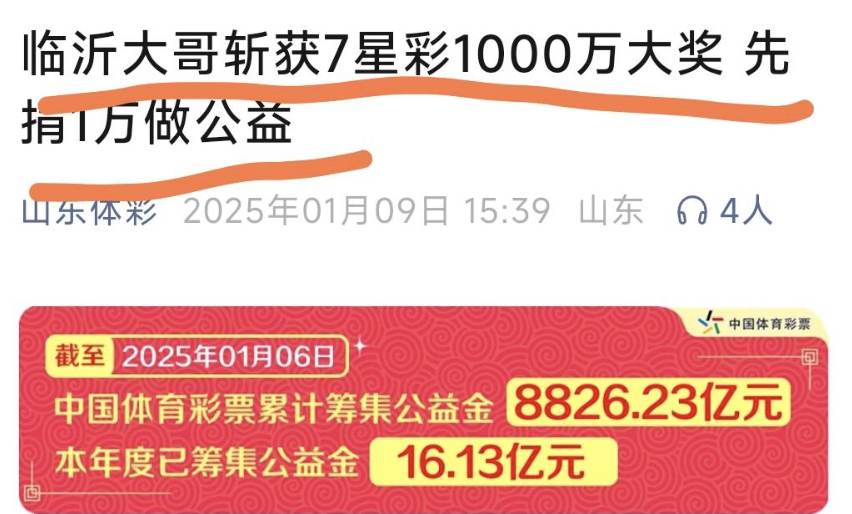 临沂大哥斩获7星彩1000万大奖 先
捐1万做公益
山东体彩 2025年01月09日 15:39 山东 4人
中国体育彩票
截至 2025年01月06日
中国体育彩票累计筹集公益金 8826.23亿元
本年度已筹集公益金 16.13亿元